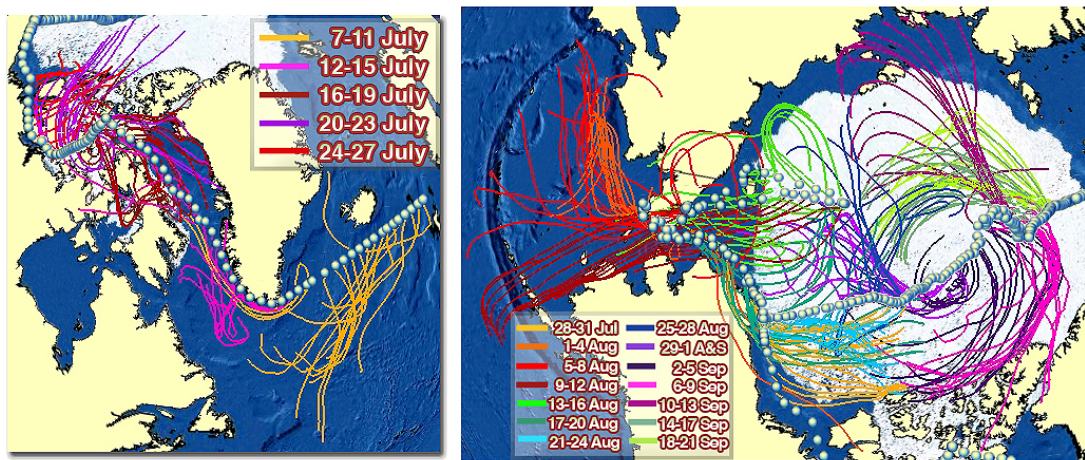 7-11 July
12-15 July
16-19 July
20-23 July
24-27 July
28-31 Jul
1-4 Aug
5-8 Aug
9-12 Aug
13-16 Aug
17-20 Aug
21-24 Aug
25-28 Aug
29-1 A&S
2-5 Sep
6-9 Sep
10-13 Sep
14-17 Sep
18-21 Sep